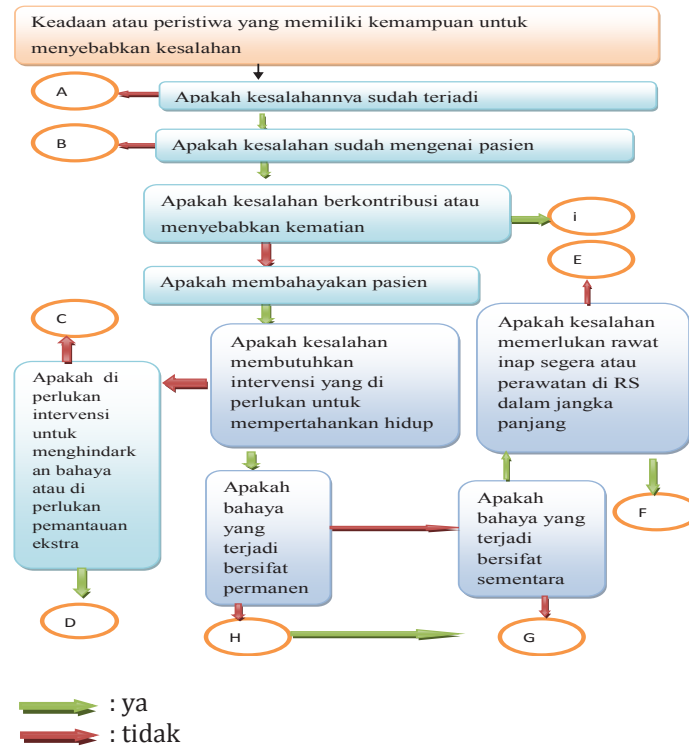 Keadaan atau peristiwa yang memiliki kemampuan untuk
menyebabkan kesalahan
A
Apakah kesalahannya sudah terjadi
B
Apakah kesalahan sudah mengenai pasien
Apakah kesalahan berkontribusi atau
menyebabkan kematian
i
E
Apakah membahayakan pasien
C
Apakah kesalahan
membutuhkan
intervensi yang di
perlukan untuk
mempertahankan hidup
Apakah kesalahan
memerlukan rawat
inap segera atau
perawatan di RS
dalam jangka
panjang
Apakah di
perlukan
intervensi
untuk
menghindark
an bahaya
atau di
perlukan
pemantauan
ekstra
Apakah
bahaya
yang
terjadi
bersifat
permanen
Apakah
bahaya yang
terjadi
bersifat
sementara
F
D
H
G
: ya
: tidak